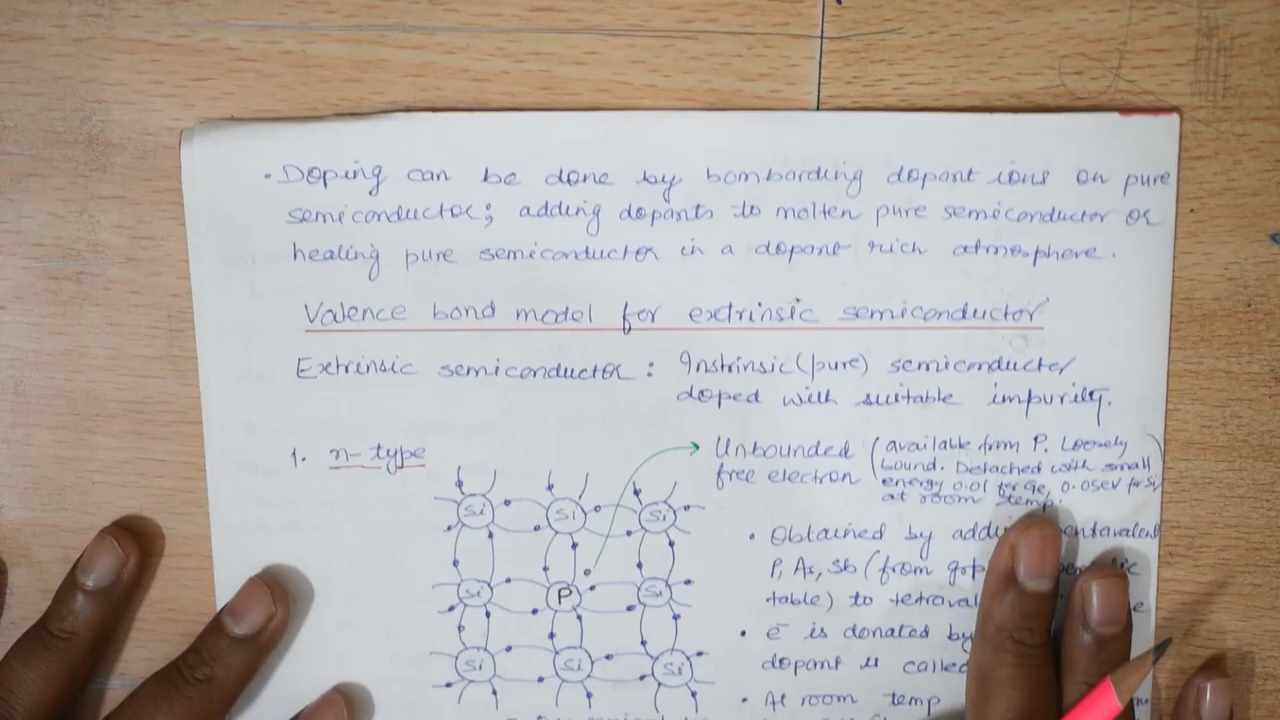 • Doping can be done by bombarding dopant ions on pure
semiconductor; adding dopants to molten pure semiconductor or
healing pure semiconductor in a dopant rich atmosphere.
Valence bond model for extrinsic semiconductor
Extrinsic semiconductor : Instrinsic (pure) semiconductor
doped with suitable impurity.
1. n-type
Unbounded
free electron
(available from P. Loosely
bound. Detached with small
energy 0.01 for Ge, 0.05eV for Si
at room temp.)
Si Si Si
Si P Si
Si Si Si
• Obtained by
P, As, Sb (from
table) to
• e⁻ is donated by
dopant is called
• At room temp